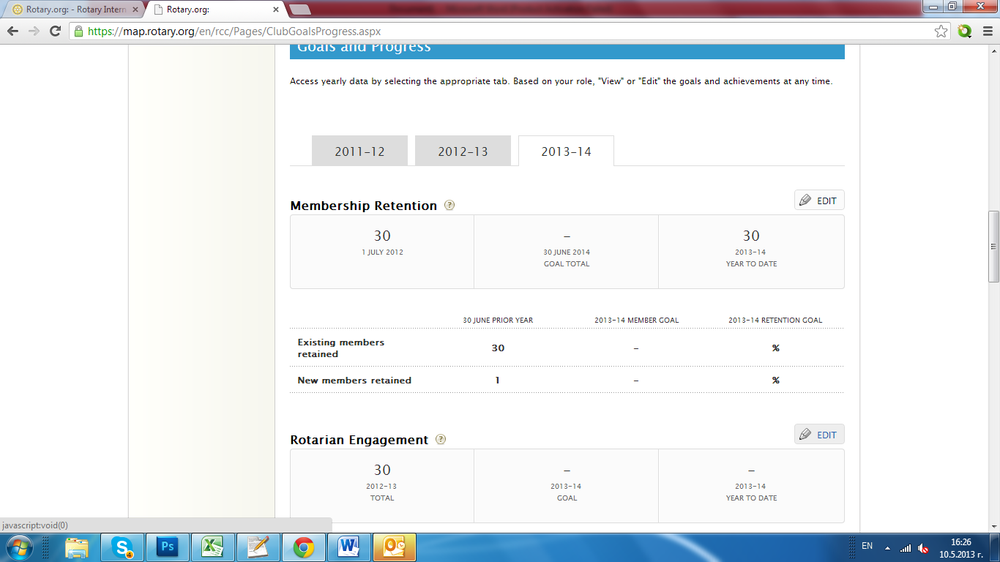 Rotary.org: - Rotary Intern
Rotary.org:
https://map.rotary.org/en/rcc/Pages/ClubGoalsProgress.aspx
Goals and Progress
Access yearly data by selecting the appropriate tab. Based on your role, "View" or "Edit" the goals and achievements at any time.
2011-12 2012-13 2013-14
Membership Retention ? EDIT
30 – 30
1 JULY 2012 30 JUNE 2014 2013-14
GOAL TOTAL YEAR TO DATE
30 JUNE PRIOR YEAR 2013-14 MEMBER GOAL 2013-14 RETENTION GOAL
Existing members
retained 30 – %
New members retained 1 – %
Rotarian Engagement ? EDIT
30 – –
2012-13 2013-14 2013-14
TOTAL GOAL YEAR TO DATE
javascript:void(0)
S 4 Ps X W O EN 16:26
10.5.2013 г.